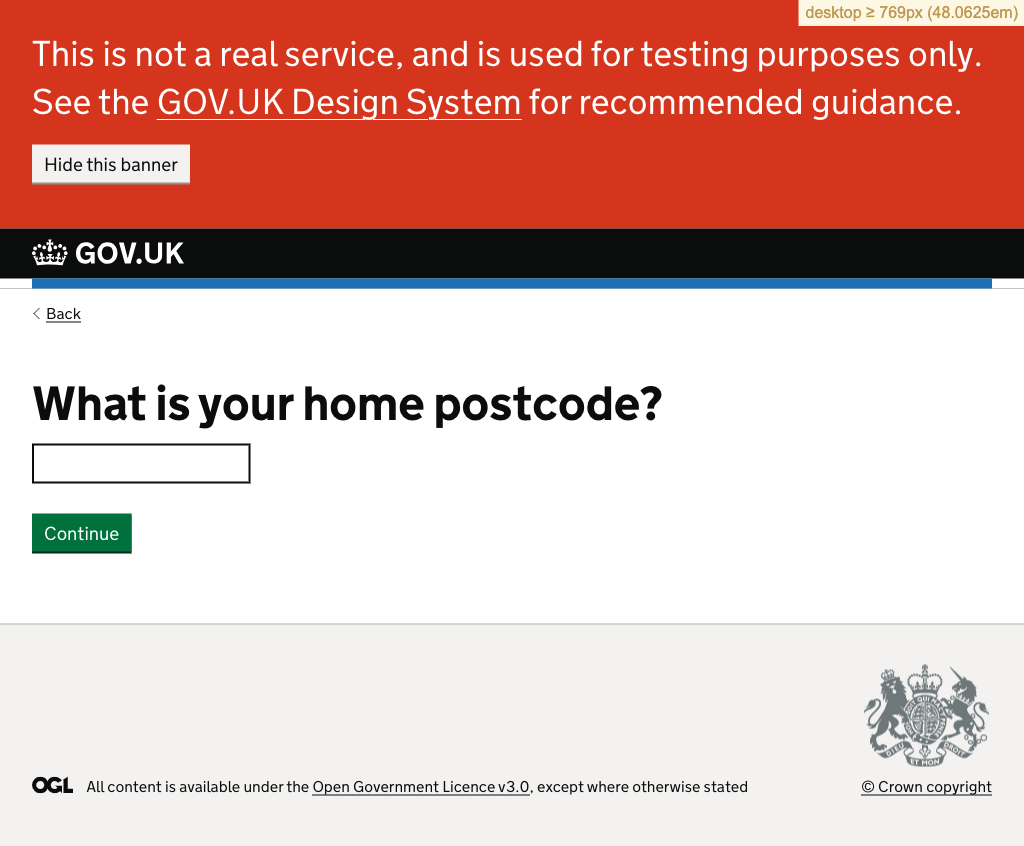 desktop ≥ 769px (48.0625em)
This is not a real service, and is used for testing purposes only.
See the GOV.UK Design System for recommended guidance.
Hide this banner
GOV.UK
Back
What is your home postcode?
Continue
OGL All content is available under the Open Government Licence v3.0, except where otherwise stated
© Crown copyright